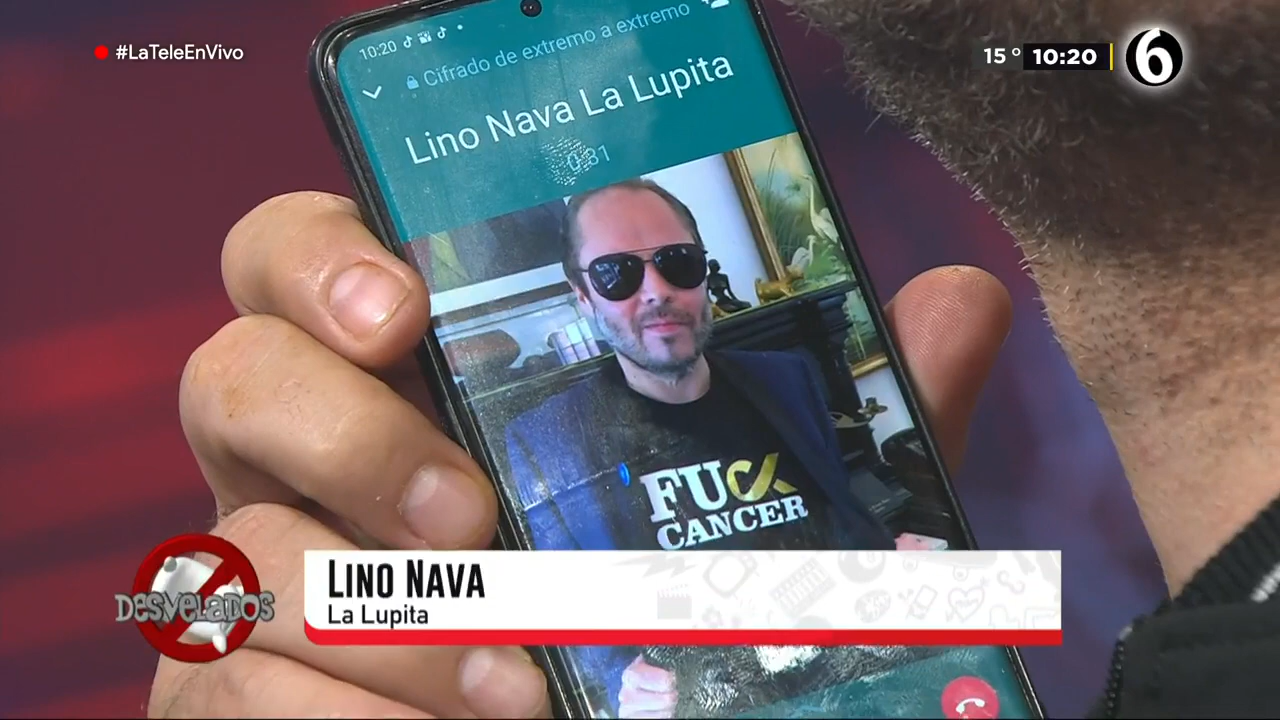 #LaTeleEnVivo
15° 10:20 6
10:20
Cifrado de extremo a extremo
Lino Nava La Lupita
0:31
FUCK
CANCER
DESVELADOS
LINO NAVA
La Lupita